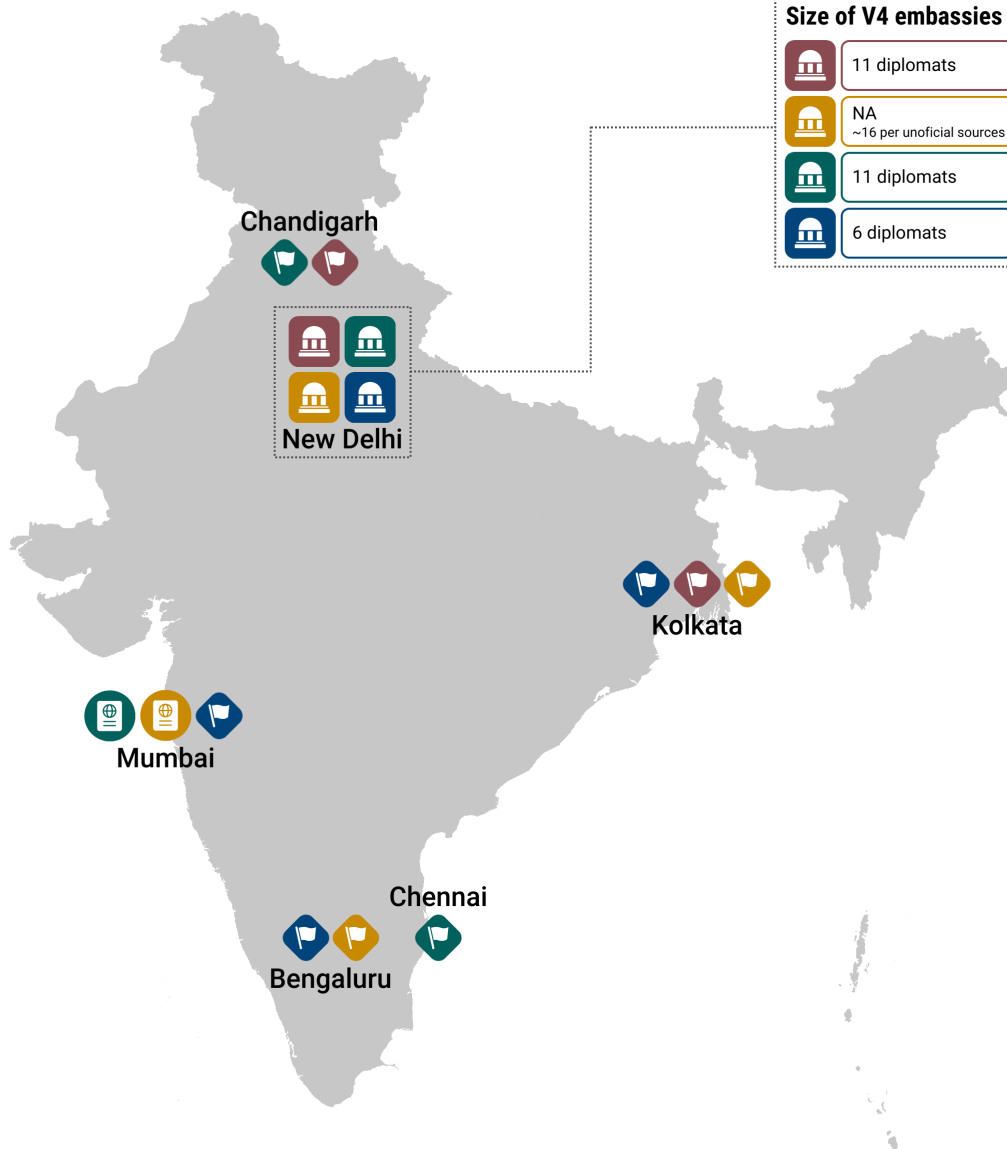 Size of V4 embassies
11 diplomats
NA
~16 per unoficial sources
11 diplomats
6 diplomats
Chandigarh
New Delhi
Kolkata
Mumbai
Chennai
Bengaluru